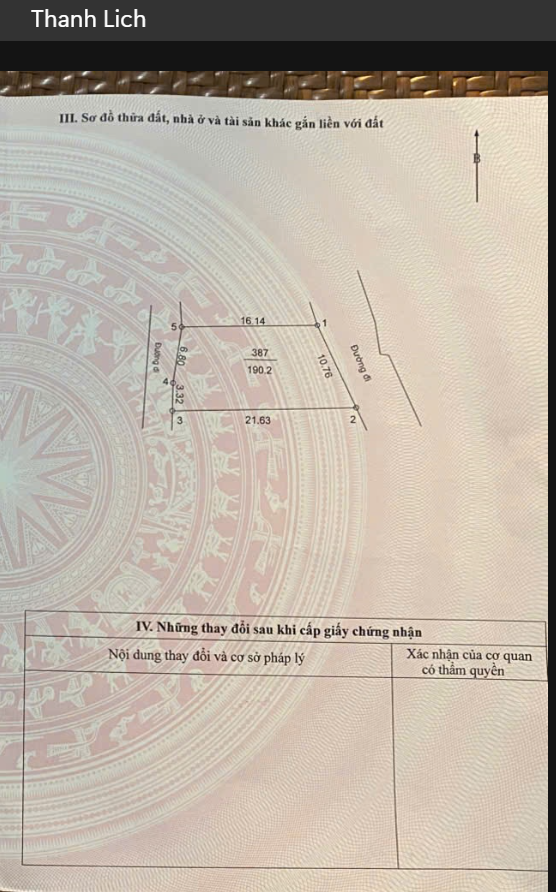 Thanh Lich
III. Sơ đồ thửa đất, nhà ở và tài sản khác gắn liền với đất
B
5
16.14
1
Đường đi
6.80
387
190.2
10.76
Đường đi
4
3.32
3
21.63
2
IV. Những thay đổi sau khi cấp giấy chứng nhận
Nội dung thay đổi và cơ sở pháp lý
Xác nhận của cơ quan
có thẩm quyền